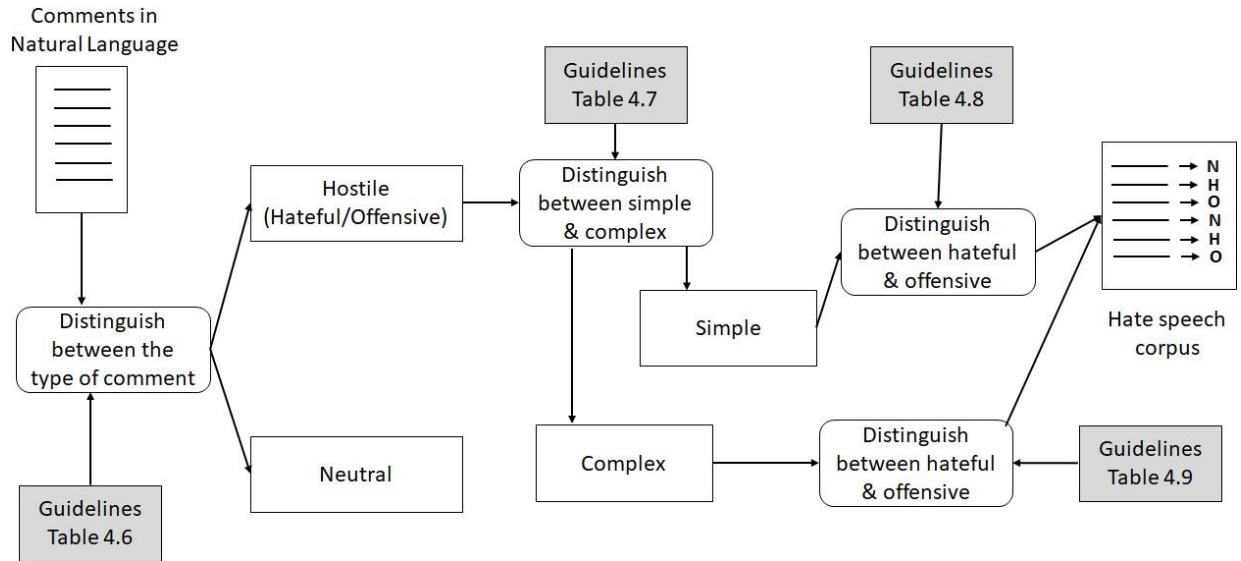 Comments in
Natural Language
Guidelines
Table 4.7
Guidelines
Table 4.8
Hostile
(Hateful/Offensive)
Distinguish
between simple
& complex
Distinguish
between hateful
& offensive
N
H
O
N
H
O
Hate speech
corpus
Simple
Distinguish
between the
type of comment
Neutral
Complex
Distinguish
between hateful
& offensive
Guidelines
Table 4.9
Guidelines
Table 4.6